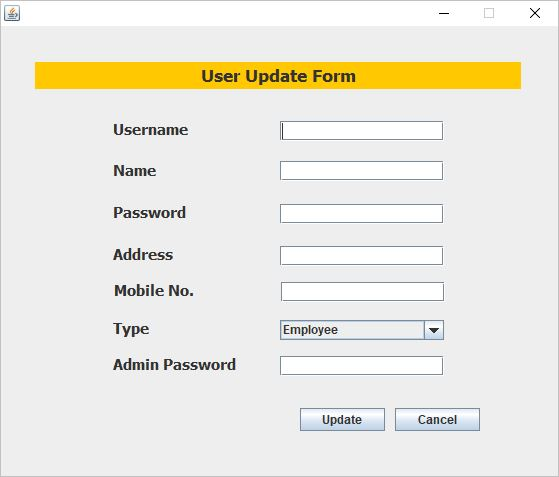 User Update Form
Username
Name
Password
Address
Mobile No.
Type Employee
Admin Password
Update Cancel